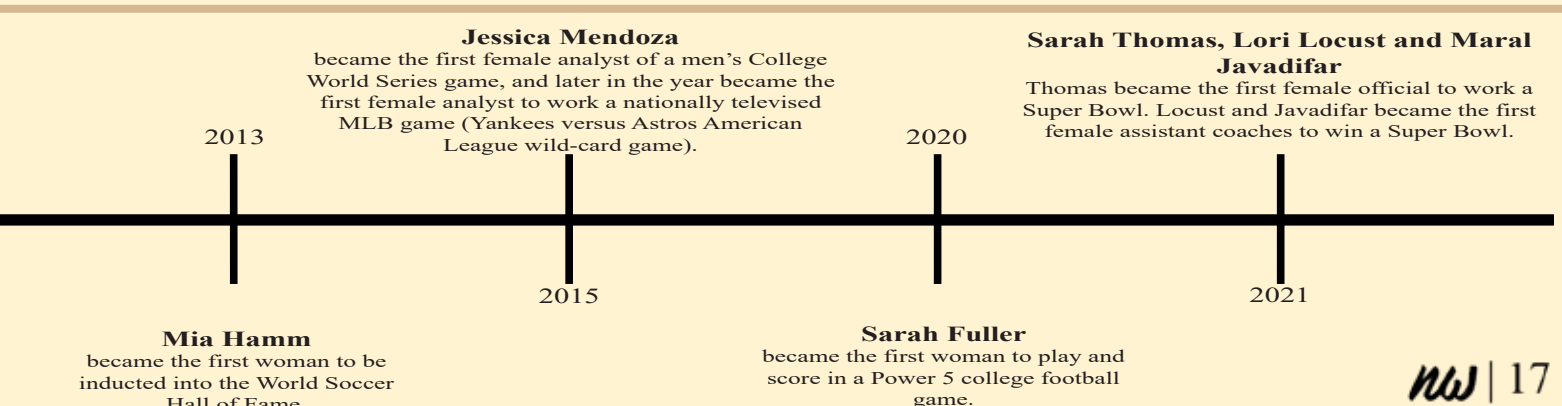 2013
Mia Hamm
became the first woman to be
inducted into the World Soccer
Hall of Fame
Jessica Mendoza
became the first female analyst of a men's College
World Series game, and later in the year became the
first female analyst to work a nationally televised
MLB game (Yankees versus Astros American
League wild-card game).
2015
2020
Sarah Fuller
became the first woman to play and
score in a Power 5 college football
game.
Sarah Thomas, Lori Locust and Maral
Javadifar
Thomas became the first female official to work a
Super Bowl. Locust and Javadifar became the first
female assistant coaches to win a Super Bowl.
2021
nw | 17